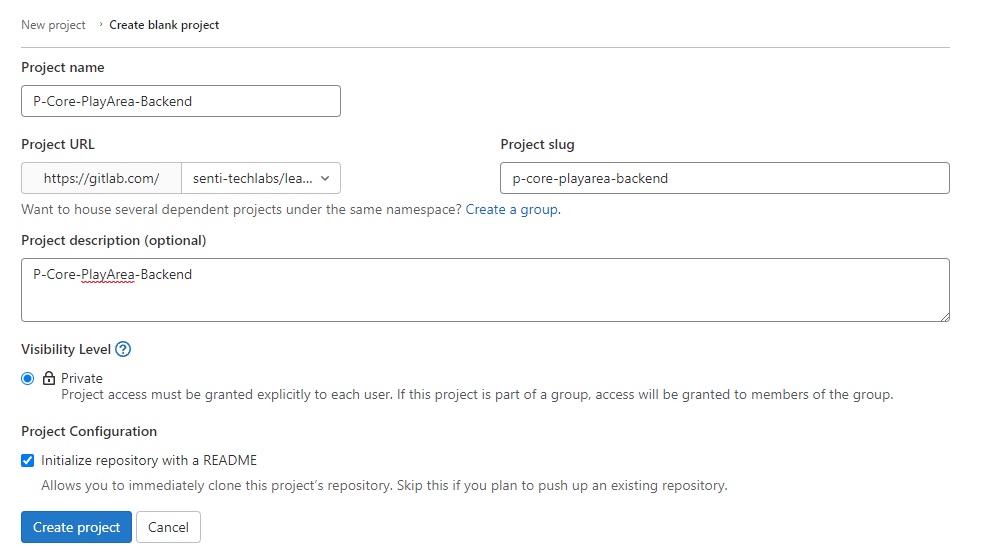 New project › Create blank project
Project name
P-Core-PlayArea-Backend
Project URL
Project slug
https://gitlab.com/
senti-techlabs/lea...
p-core-playarea-backend
Want to house several dependent projects under the same namespace? Create a group.
Project description (optional)
P-Core-PlayArea-Backend
Visibility Level ?
Private
Project access must be granted explicitly to each user. If this project is part of a group, access will be granted to members of the group.
Project Configuration
Initialize repository with a README
Allows you to immediately clone this project’s repository. Skip this if you plan to push up an existing repository.
Create project
Cancel